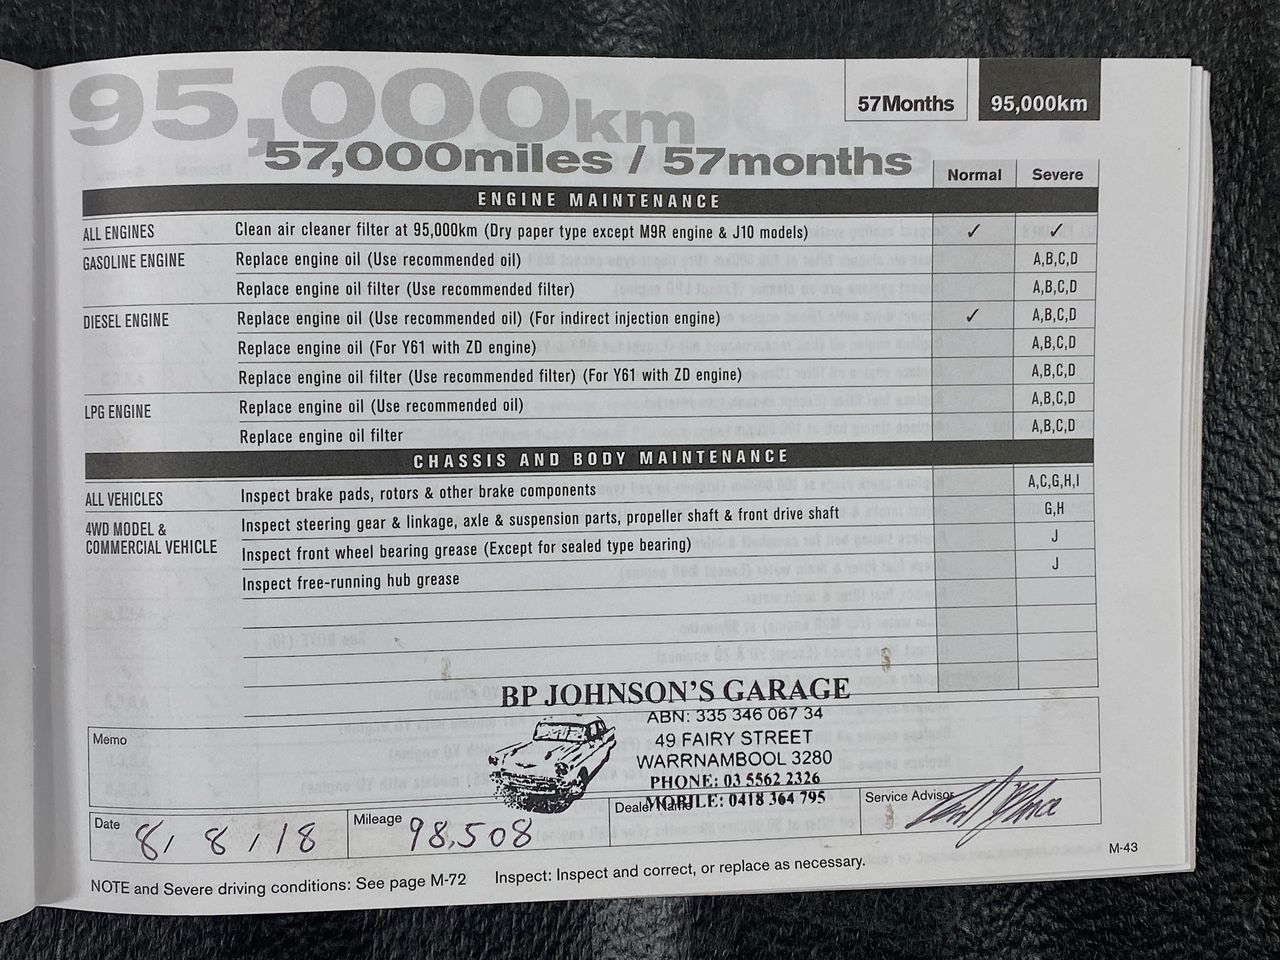 95,000km
57Months 95,000km
57,000miles / 57months
Normal Severe
ENGINE MAINTENANCE
ALL ENGINES Clean air cleaner filter at 95,000km (Dry paper type except M9R engine & J10 models) ✓ ✓
GASOLINE ENGINE Replace engine oil (Use recommended oil) A,B,C,D
Replace engine oil filter (Use recommended filter) A,B,C,D
DIESEL ENGINE Replace engine oil (Use recommended oil) (For indirect injection engine) ✓ A,B,C,D
Replace engine oil (For Y61 with ZD engine) A,B,C,D
Replace engine oil filter (Use recommended filter) (For Y61 with ZD engine) A,B,C,D
LPG ENGINE Replace engine oil (Use recommended oil) A,B,C,D
Replace engine oil filter A,B,C,D
CHASSIS AND BODY MAINTENANCE
ALL VEHICLES Inspect brake pads, rotors & other brake components A,C,G,H,I
4WD MODEL & Inspect steering gear & linkage, axle & suspension parts, propeller shaft & front drive shaft G,H
COMMERCIAL VEHICLE Inspect front wheel bearing grease (Except for sealed type bearing) J
Inspect free-running hub grease J
BP JOHNSON'S GARAGE
ABN: 335 346 067 34
49 FAIRY STREET
WARRNAMBOOL 3280
PHONE: 03 5562 2326
MOBILE: 0418 364 795
Memo
Date 8/8/18 Mileage 98,508 Dealer Name Service Advisor
M-43
NOTE and Severe driving conditions: See page M-72 Inspect: Inspect and correct, or replace as necessary.